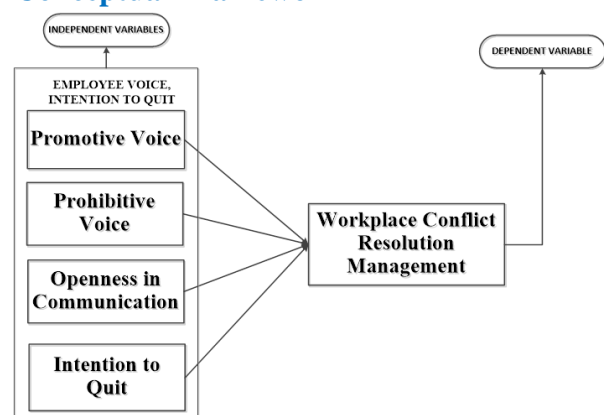 INDEPENDENT VARIABLES
DEPENDENT VARIABLE
EMPLOYEE VOICE,
INTENTION TO QUIT
Promotive Voice
Prohibitive
Voice
Openness in
Communication
Intention to
Quit
Workplace Conflict
Resolution
Management